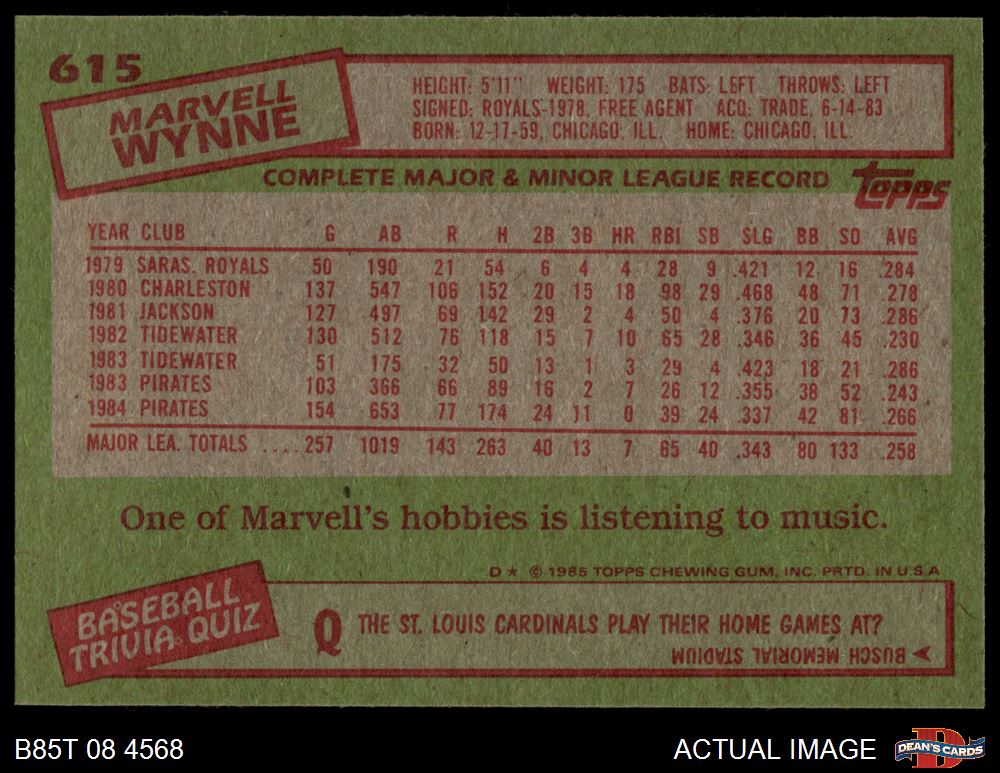 615
MARVELL
WYNNE
HEIGHT: 5'11" WEIGHT: 175 BATS: LEFT THROWS: LEFT
SIGNED: ROYALS-1978, FREE AGENT ACQ: TRADE, 6-14-83
BORN: 12-17-59, CHICAGO, ILL. HOME: CHICAGO, ILL.
COMPLETE MAJOR & MINOR LEAGUE RECORD topps
YEAR CLUB G AB R H 2B 3B HR RBI SB SLG BB SO AVG
1979 SARAS. ROYALS 50 190 21 54 6 4 4 28 9 .421 12 16 .284
1980 CHARLESTON 137 547 106 152 20 15 18 98 29 .468 48 71 .278
1981 JACKSON 127 497 69 142 29 2 4 50 4 .376 20 73 .286
1982 TIDEWATER 130 512 76 118 15 7 10 65 28 .346 36 45 .230
1983 TIDEWATER 51 175 32 50 13 1 3 29 4 .423 18 21 .286
1983 PIRATES 103 366 66 89 16 2 7 26 12 .355 38 52 .243
1984 PIRATES 154 653 77 174 24 11 0 39 24 .337 42 81 .266
MAJOR LEA. TOTALS .... 257 1019 143 263 40 13 7 65 40 .343 80 133 .258
One of Marvell's hobbies is listening to music.
D★ © 1985 TOPPS CHEWING GUM, INC. PRTD. IN U.S.A
BASEBALL
TRIVIA QUIZ
Q THE ST. LOUIS CARDINALS PLAY THEIR HOME GAMES AT?
BUSCH MEMORIAL STADIUM
B85T 08 4568
ACTUAL IMAGE
DEAN'S CARDS